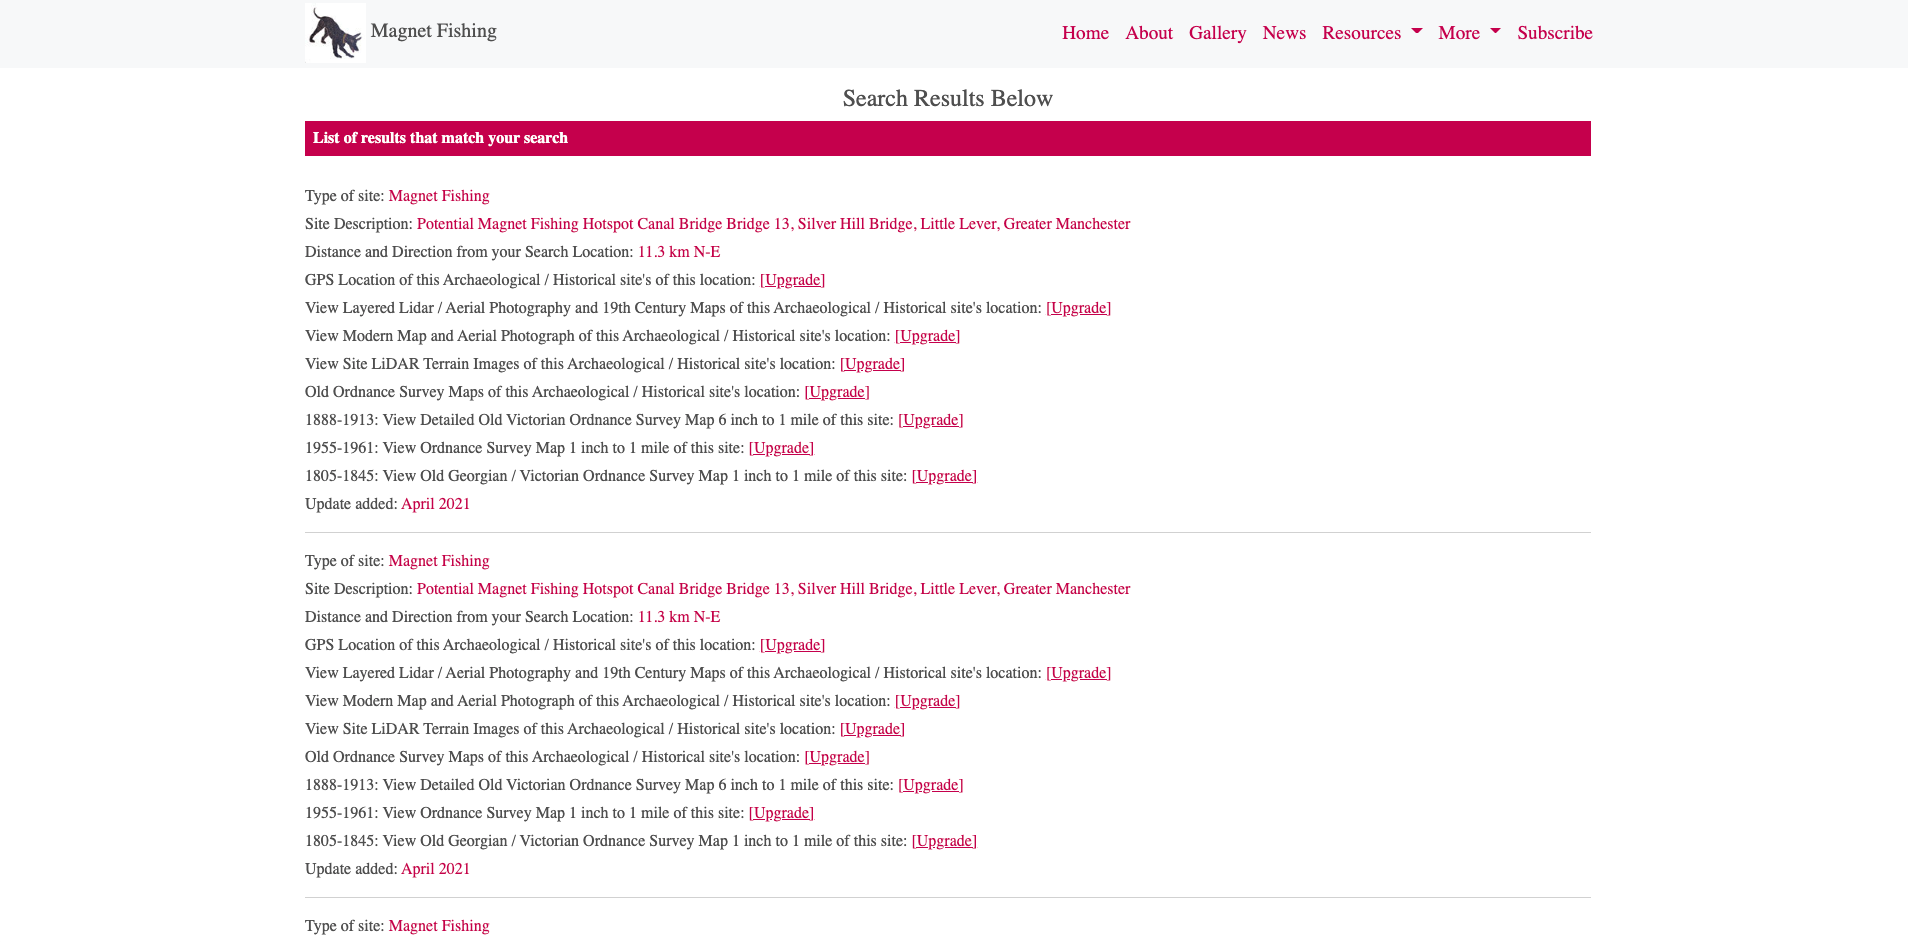 Magnet Fishing
Home About Gallery News Resources More Subscribe
Search Results Below
List of results that match your search
Type of site: Magnet Fishing
Site Description: Potential Magnet Fishing Hotspot Canal Bridge Bridge 13, Silver Hill Bridge, Little Lever, Greater Manchester
Distance and Direction from your Search Location: 11.3 km N-E
GPS Location of this Archaeological / Historical site's of this location: [Upgrade]
View Layered Lidar / Aerial Photography and 19th Century Maps of this Archaeological / Historical site's location: [Upgrade]
View Modern Map and Aerial Photograph of this Archaeological / Historical site's location: [Upgrade]
View Site LiDAR Terrain Images of this Archaeological / Historical site's location: [Upgrade]
Old Ordnance Survey Maps of this Archaeological / Historical site's location: [Upgrade]
1888-1913: View Detailed Old Victorian Ordnance Survey Map 6 inch to 1 mile of this site: [Upgrade]
1955-1961: View Ordnance Survey Map 1 inch to 1 mile of this site: [Upgrade]
1805-1845: View Old Georgian / Victorian Ordnance Survey Map 1 inch to 1 mile of this site: [Upgrade]
Update added: April 2021
Type of site: Magnet Fishing
Site Description: Potential Magnet Fishing Hotspot Canal Bridge Bridge 13, Silver Hill Bridge, Little Lever, Greater Manchester
Distance and Direction from your Search Location: 11.3 km N-E
GPS Location of this Archaeological / Historical site's of this location: [Upgrade]
View Layered Lidar / Aerial Photography and 19th Century Maps of this Archaeological / Historical site's location: [Upgrade]
View Modern Map and Aerial Photograph of this Archaeological / Historical site's location: [Upgrade]
View Site LiDAR Terrain Images of this Archaeological / Historical site's location: [Upgrade]
Old Ordnance Survey Maps of this Archaeological / Historical site's location: [Upgrade]
1888-1913: View Detailed Old Victorian Ordnance Survey Map 6 inch to 1 mile of this site: [Upgrade]
1955-1961: View Ordnance Survey Map 1 inch to 1 mile of this site: [Upgrade]
1805-1845: View Old Georgian / Victorian Ordnance Survey Map 1 inch to 1 mile of this site: [Upgrade]
Update added: April 2021
Type of site: Magnet Fishing